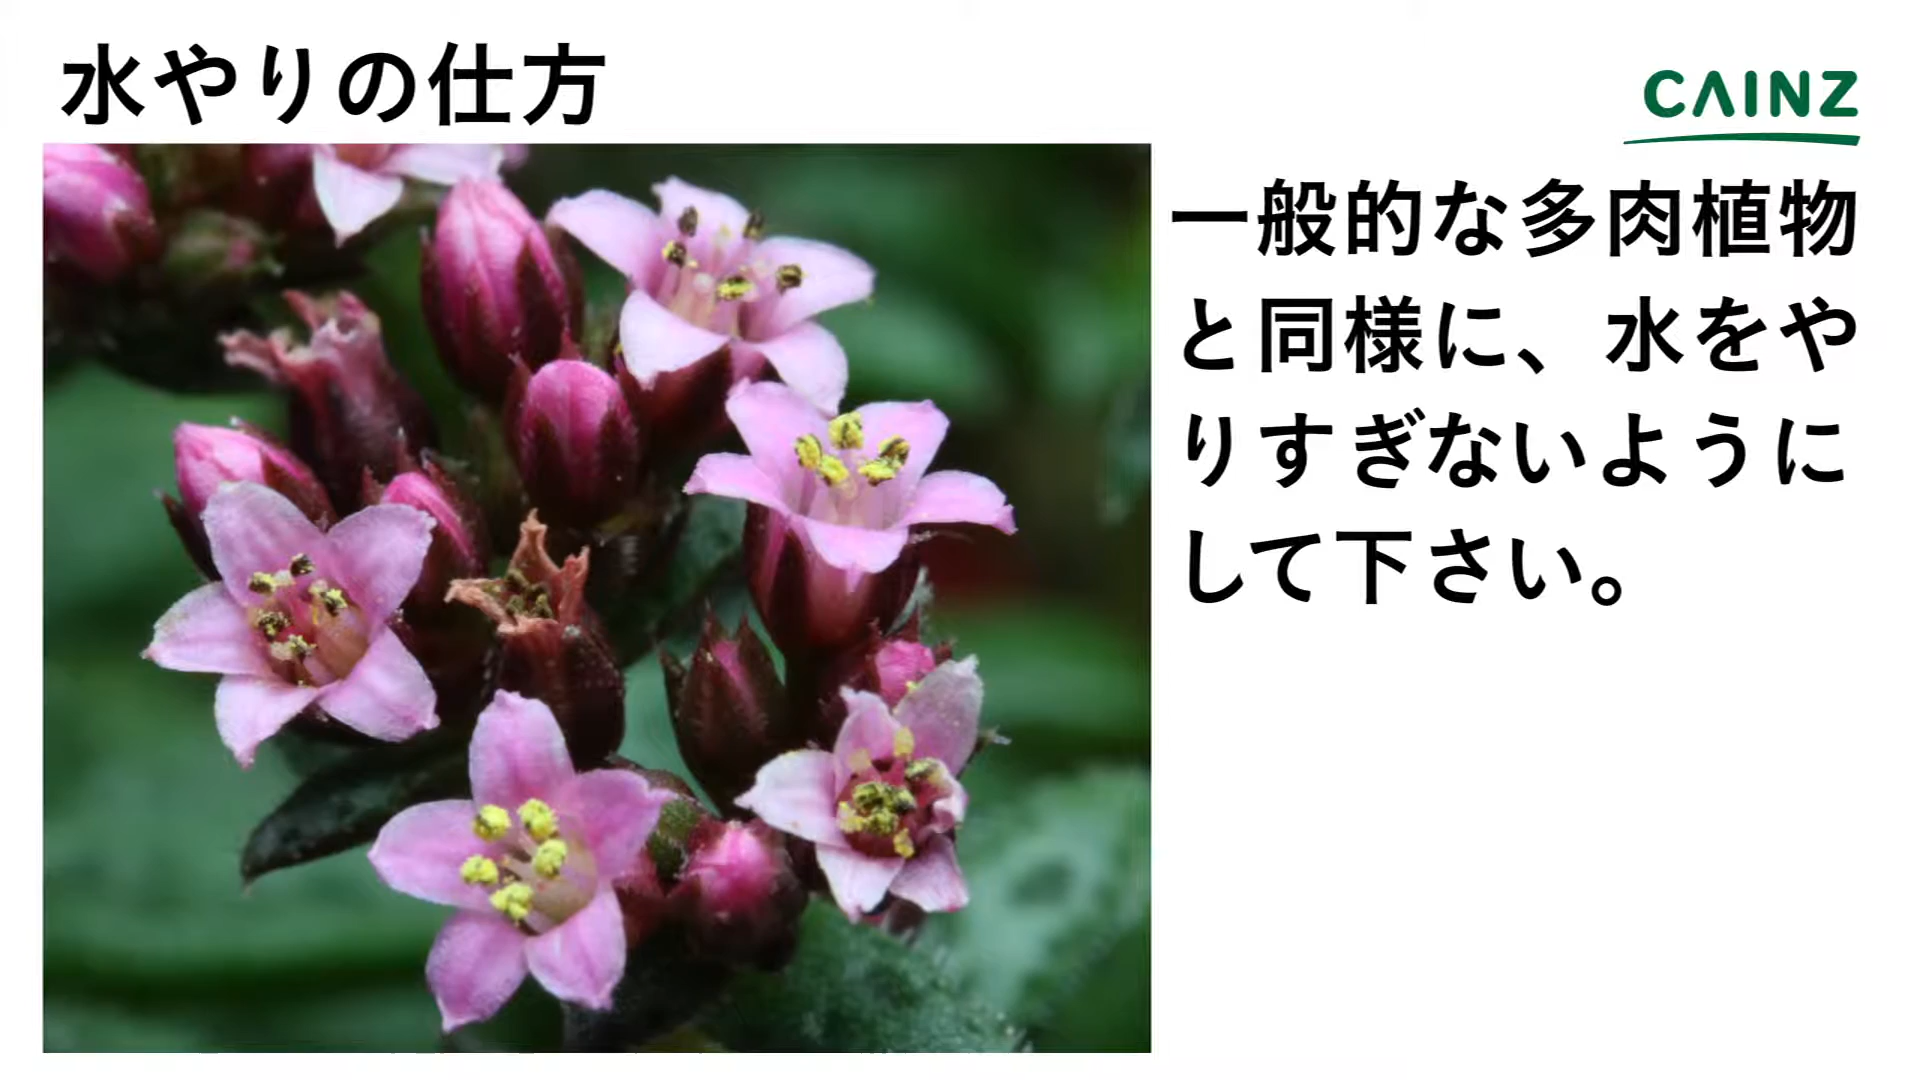 水やりの仕方
CAINZ
一般的な多肉植物
と同様に、水をや
りすぎないように
して下さい。